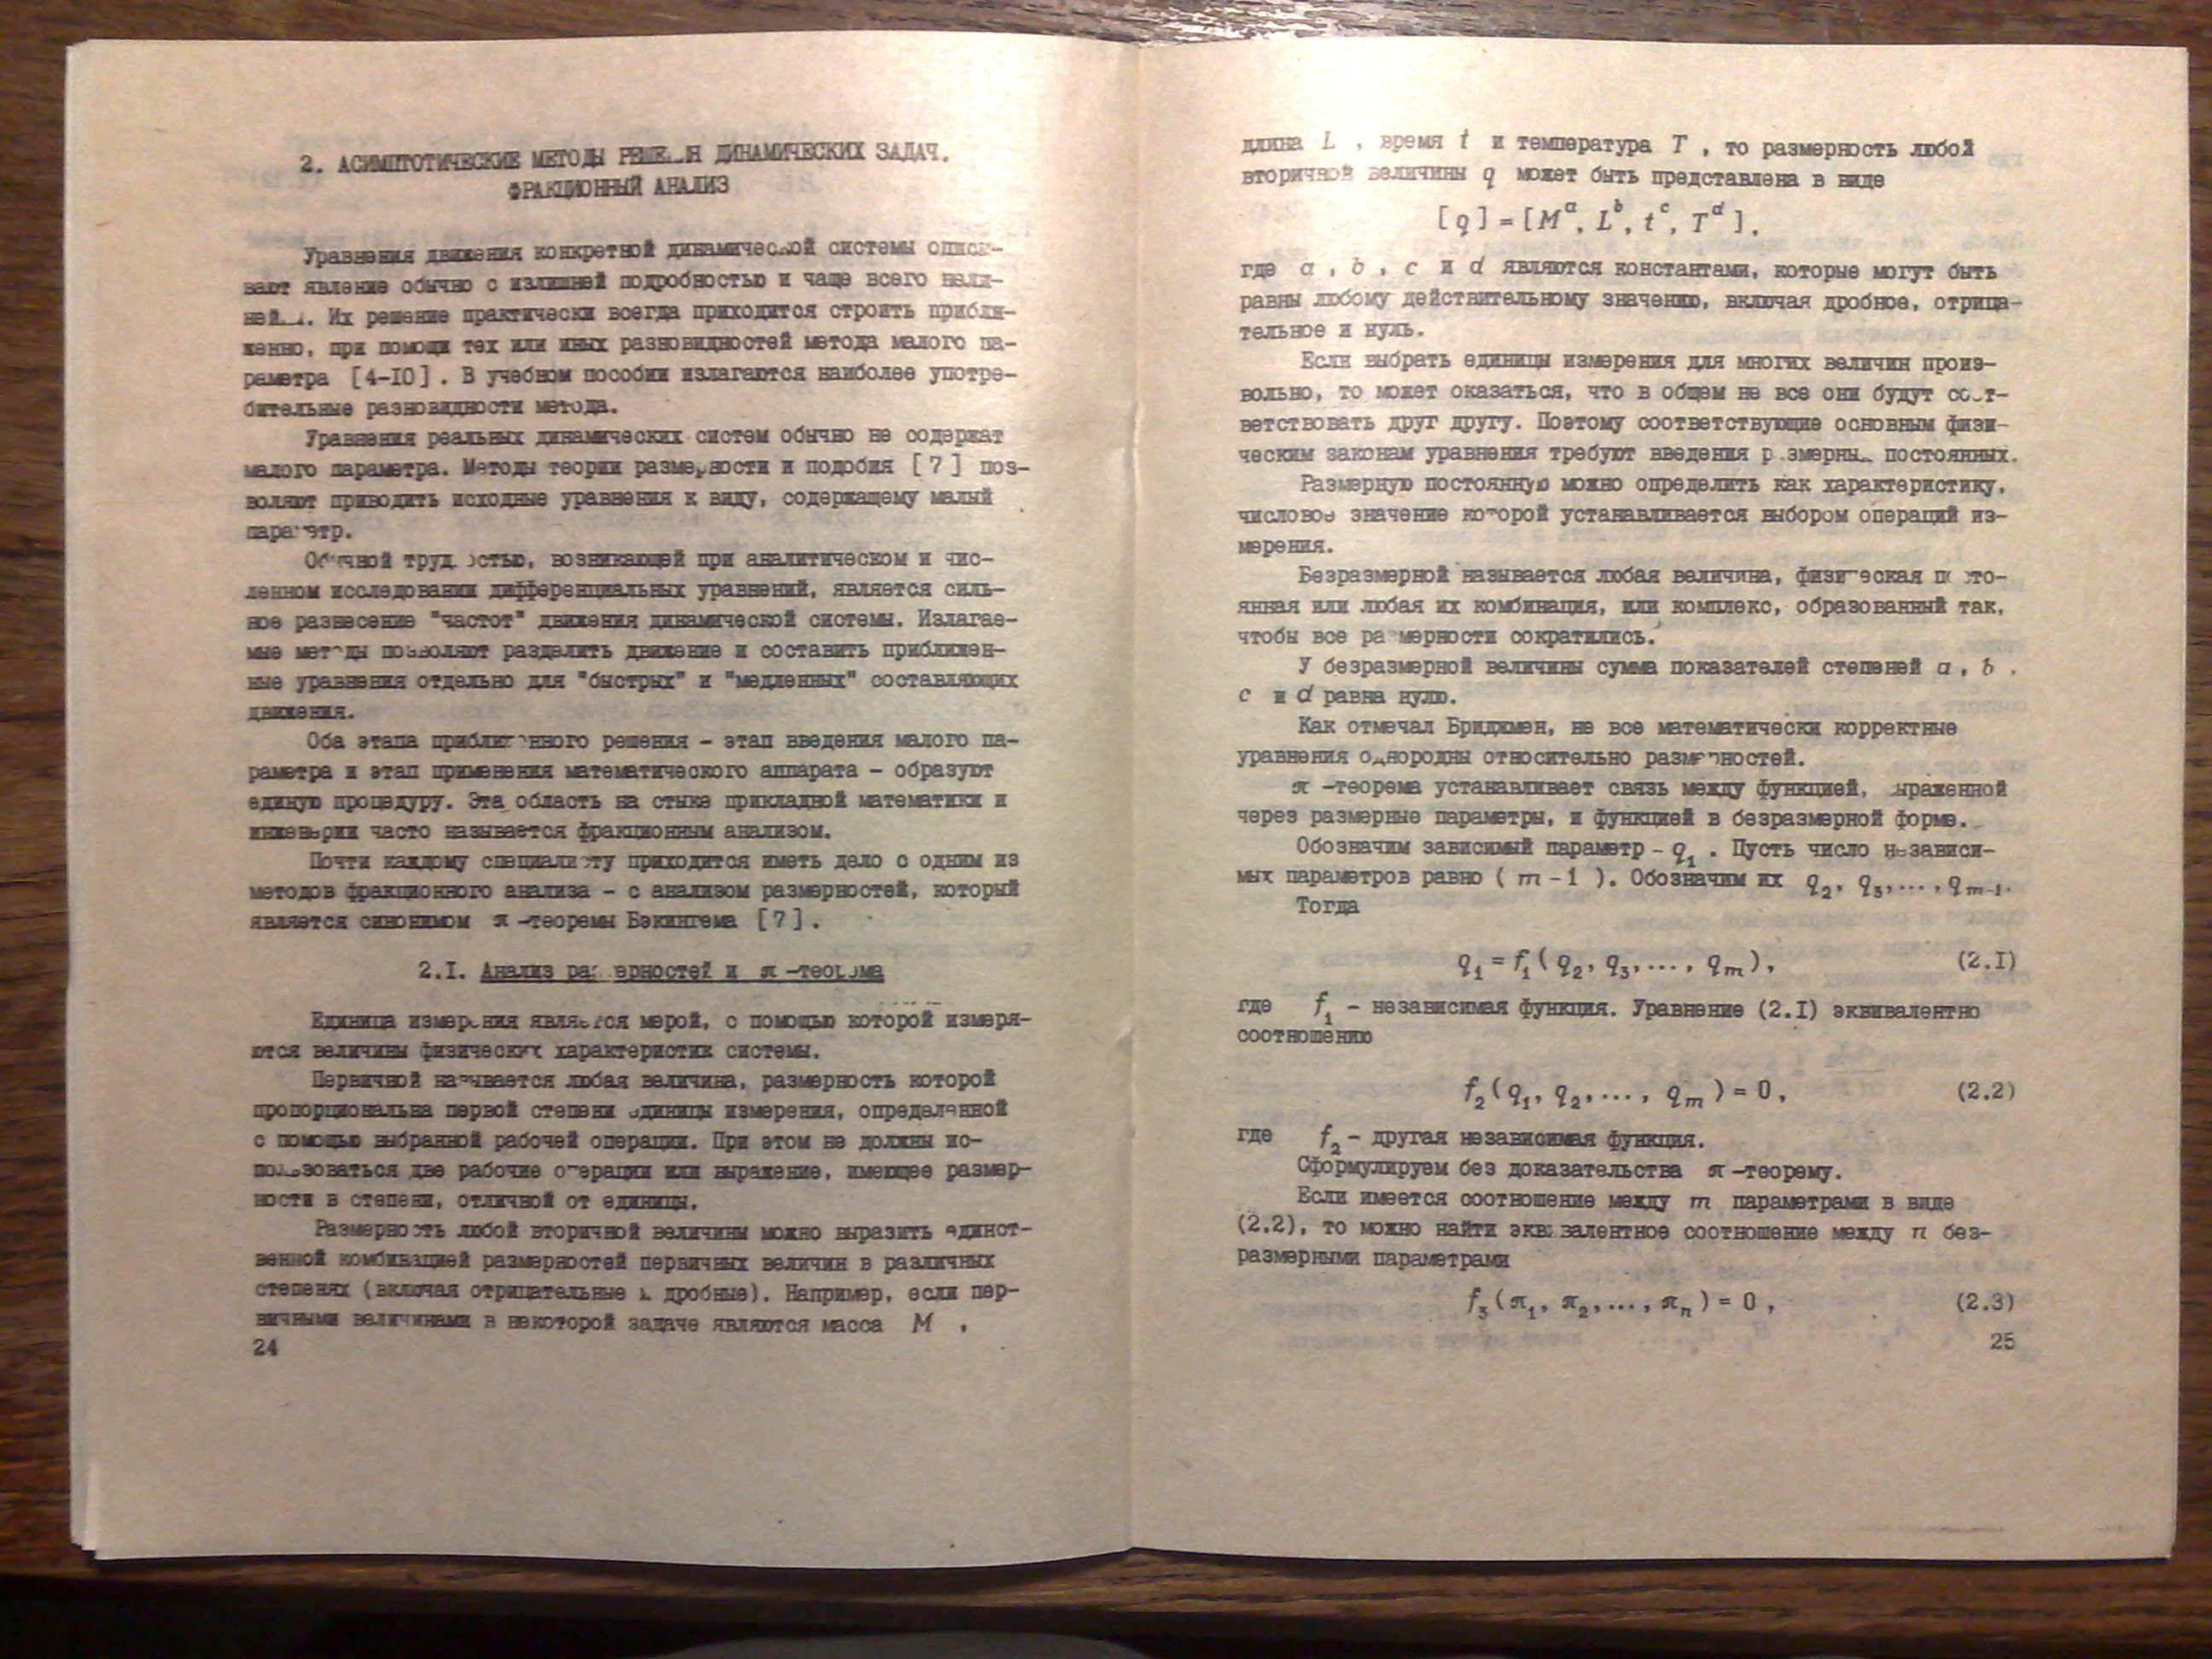 2. АСИМПТОТИЧЕСКИЕ МЕТОДЫ РЕШЕНИЯ ДИНАМИЧЕСКИХ ЗАДАЧ.
ФРАКЦИОННЫЙ АНАЛИЗ
Уравнения движения конкретной динамической системы описы-
вают явление обычно с излишней подробностью и чаще всего нели-
нейны. Их решение практически всегда приходится строить прибли-
женно, при помощи тех или иных разновидностей метода малого па-
раметра [4-10]. В учебном пособии излагаются наиболее употре-
бительные разновидности метода.
Уравнения реальных динамических систем обычно не содержат
малого параметра. Методы теории размерности и подобия [7] поз-
воляют приводить исходные уравнения к виду, содержащему малый
параметр.
Обычной трудностью, возникающей при аналитическом и чис-
ленном исследовании дифференциальных уравнений, является силь-
ное разнесение "частот" движения динамической системы. Излагае-
мые методы позволяют разделить движение и составить приближен-
ные уравнения отдельно для "быстрых" и "медленных" составляющих
движения.
Оба этапа приближенного решения - этап введения малого па-
раметра и этап применения математического аппарата - образуют
единую процедуру. Эта область на стыке прикладной математики и
инженерии часто называется фракционным анализом.
Почти каждому специалисту приходится иметь дело с одним из
методов фракционного анализа - с анализом размерностей, который
является синонимом π -теоремы Бэкингема [7].
2.1. Анализ размерностей и π -теорема
Единица измерения является мерой, с помощью которой измеря-
ются величины физических характеристик системы.
Первичной называется любая величина, размерность которой
пропорциональна первой степени единицы измерения, определенной
с помощью выбранной рабочей операции. При этом не должны ис-
пользоваться две рабочие операции или выражение, имеющее размер-
ности в степени, отличной от единицы.
Размерность любой вторичной величины можно выразить единст-
венной комбинацией размерностей первичных величин в различных
степенях (включая отрицательные и дробные). Например, если пер-
вичными величинами в некоторой задаче являются масса M ,
24
длина L , время t и температура T , то размерность любой
вторичной величины q может быть представлена в виде
[q]=[Mᵃ, Lᵇ, tᶜ, Tᵈ],
где a , b , c и d являются константами, которые могут быть
равны любому действительному значению, включая дробное, отрица-
тельное и нуль.
Если выбрать единицы измерения для многих величин произ-
вольно, то может оказаться, что в общем не все они будут соот-
ветствовать друг другу. Поэтому соответствующие основным физи-
ческим законам уравнения требуют введения размерных постоянных.
Размерную постоянную можно определить как характеристику,
числовое значение которой устанавливается выбором операций из-
мерения.
Безразмерной называется любая величина, физическая посто-
янная или любая их комбинация, или комплекс, образованный так,
чтобы все размерности сократились.
У безразмерной величины сумма показателей степеней a , b ,
c и d равна нулю.
Как отмечал Бриджмен, не все математически корректные
уравнения однородны относительно размерностей.
π -теорема устанавливает связь между функцией, выраженной
через размерные параметры, и функцией в безразмерной форме.
Обозначим зависимый параметр - q₁ . Пусть число независи-
мых параметров равно ( m - 1 ). Обозначим их q₂, q₃,..., qₘ₋₁.
Тогда
q₁ = f₁( q₂, q₃,..., qₘ ), (2.1)
где f₁ - независимая функция. Уравнение (2.1) эквивалентно
соотношению
f₂( q₁, q₂,..., qₘ ) = 0, (2.2)
где f₂ - другая независимая функция.
Сформулируем без доказательства π -теорему.
Если имеется соотношение между m параметрами в виде
(2.2), то можно найти эквивалентное соотношение между n без-
размерными параметрами
f₃( π₁, π₂,..., πₙ ) = 0 , (2.3)
25